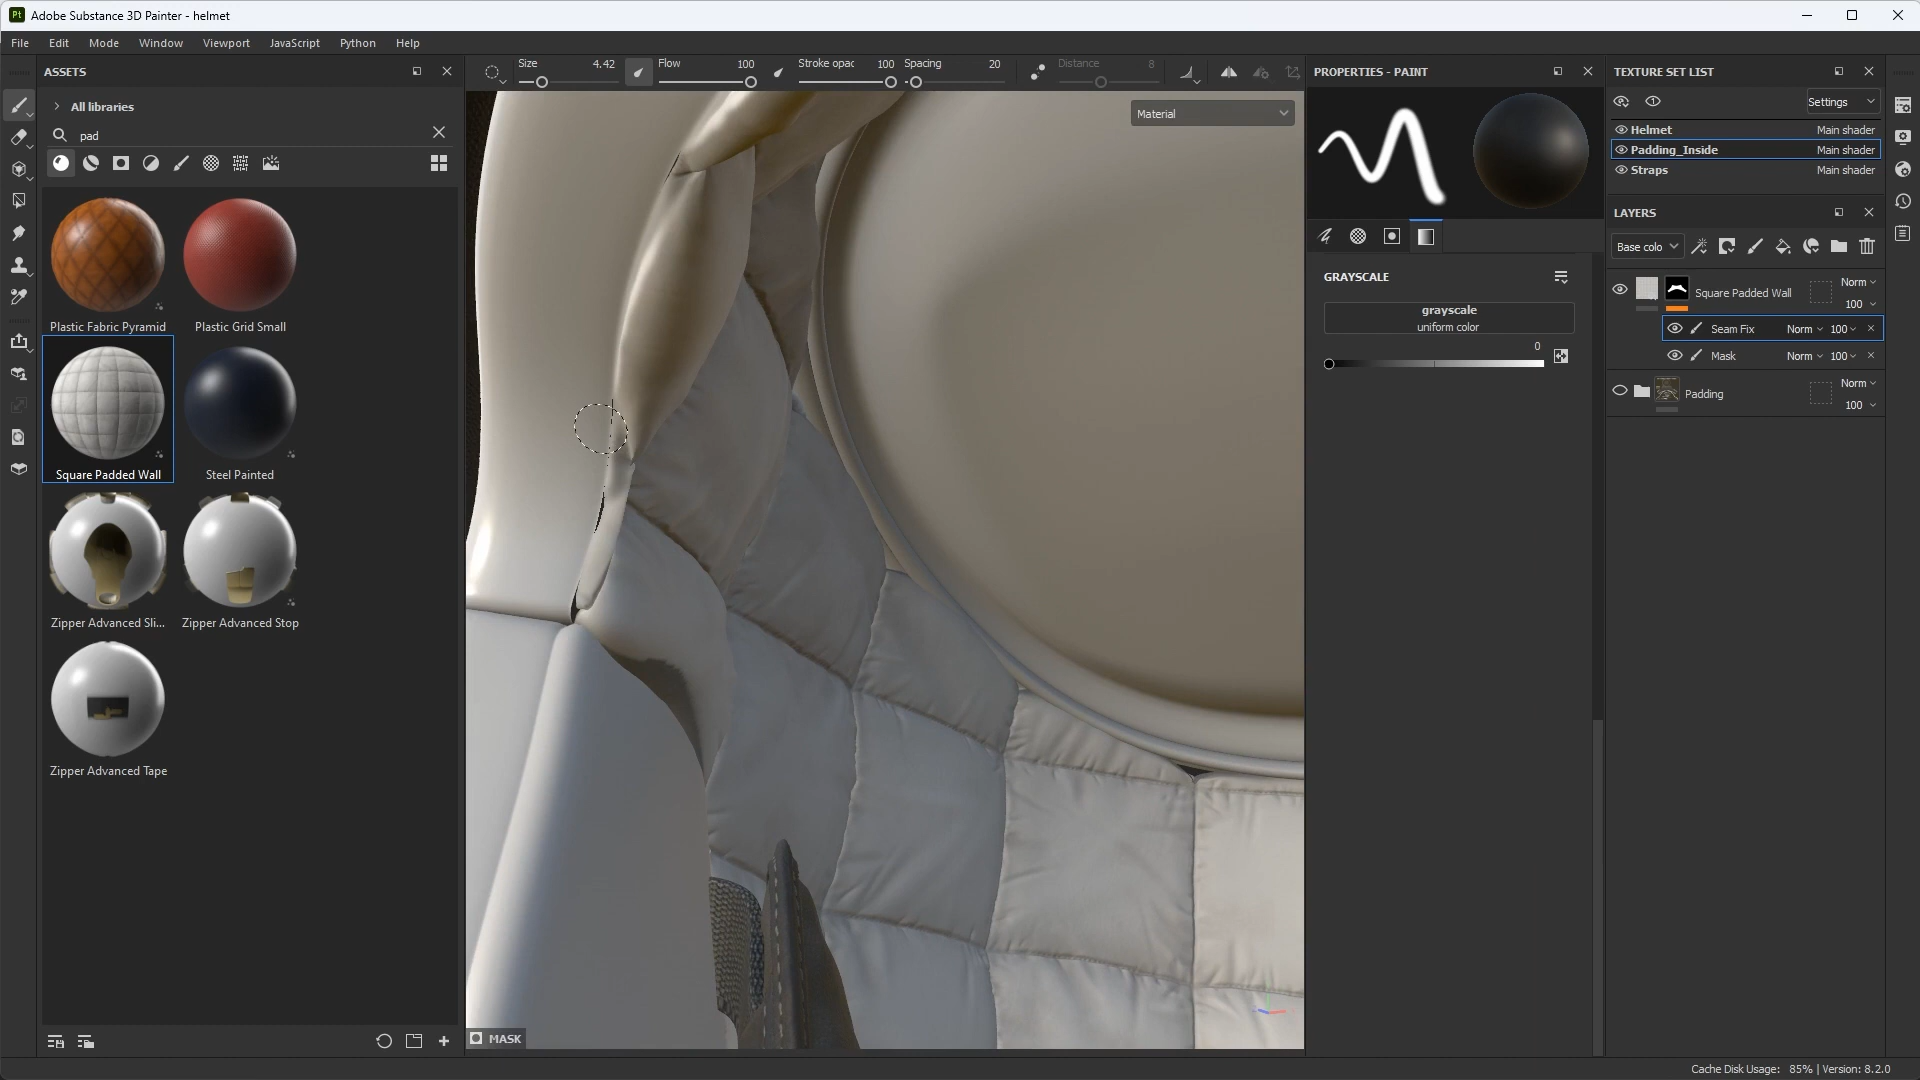 Pt Adobe Substance 3D Painter - helmet
File Edit Mode Window Viewport JavaScript Python Help
ASSETS
All libraries
pad
Plastic Fabric Pyramid
Plastic Grid Small
Square Padded Wall
Steel Painted
Zipper Advanced Sli...
Zipper Advanced Stop
Zipper Advanced Tape
Size 4.42
Flow 100
Stroke opac 100
Spacing 20
Distance 8
Material
MASK
PROPERTIES - PAINT
GRAYSCALE
grayscale
uniform color
0
TEXTURE SET LIST
Settings
Helmet Main shader
Padding_Inside Main shader
Straps Main shader
LAYERS
Base colo
Square Padded Wall Norm
100
Seam Fix Norm 100
Mask Norm 100
Padding Norm
100
Cache Disk Usage: 85% | Version: 8.2.0